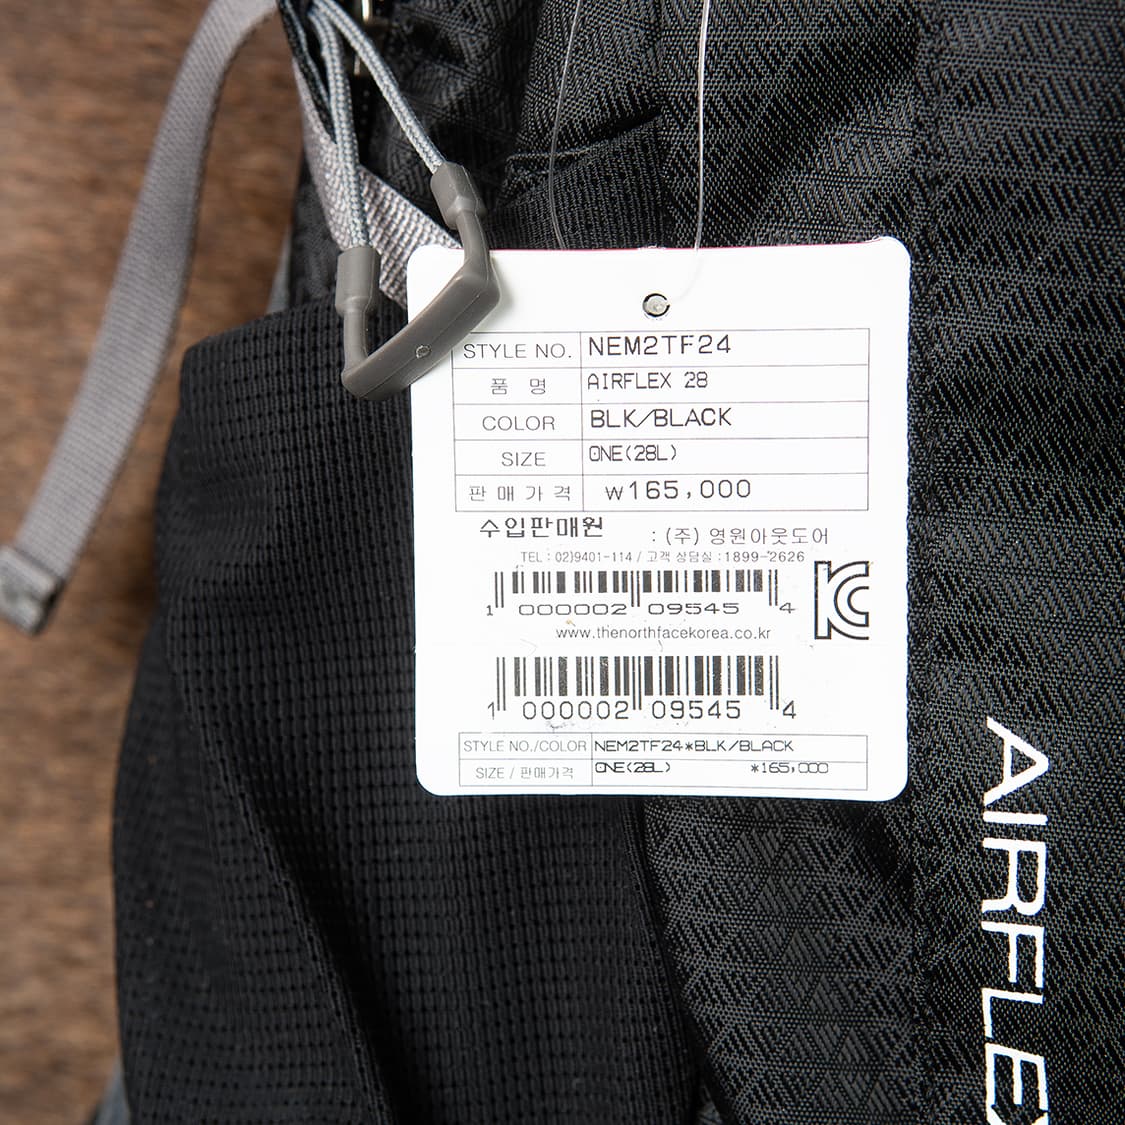 STYLE NO. NEM2TF24
품 명 AIRFLEX 28
COLOR BLK/BLACK
SIZE ONE(28L)
판 매 가 격 ₩165,000
수입판매원 : (주) 영원아웃도어
TEL : 02)9401-114 / 고객 상담실 : 1899-2626
1 000002 09545 4
KC
www.thenorthfacekorea.co.kr
1 000002 09545 4
STYLE NO./COLOR NEM2TF24*BLK/BLACK
SIZE / 판매가격 ONE(28L) *165,000
AIRFLEX